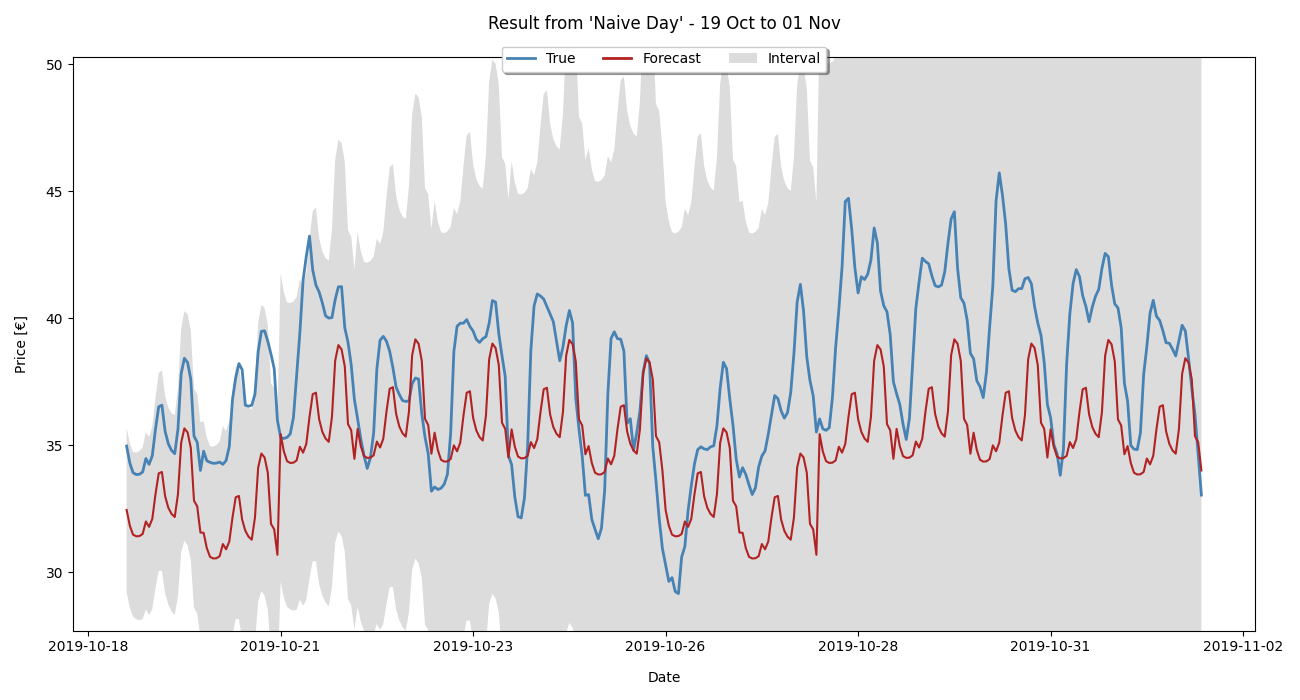 Result from 'Naive Day' - 19 Oct to 01 Nov
True Forecast Interval
50
45
40
35
30
Price [€]
2019-10-18 2019-10-21 2019-10-23 2019-10-26 2019-10-28 2019-10-31 2019-11-02
Date